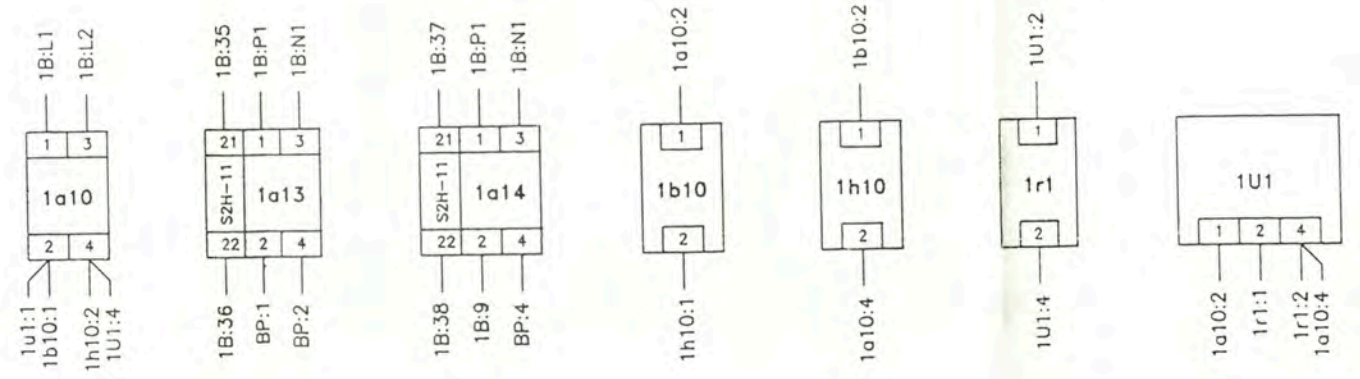 1B:L1 1B:L2
1 3
1a10
2 4
1u1:1 1b10:1 1h10:2 1U1:4
1B:35 1B:P1 1B:N1
21 1 3
S2H-11 1a13
22 2 4
1B:36 BP:1 BP:2
1B:37 1B:P1 1B:N1
21 1 3
S2H-11 1a14
22 2 4
1B:38 1B:9 BP:4
1a10:2
1
1b10
2
1h10:1
1b10:2
1
1h10
2
1a10:4
1U1:2
1
1r1
2
1U1:4
1U1
1 2 4
1a10:2 1r1:1 1r1:2 1a10:4